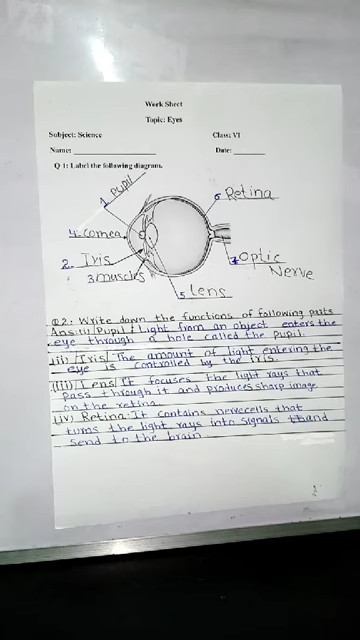 Work Sheet
Topic: Eyes
Subject: Science Class: VI
Name: Date:
Q 1: Label the following diagram.
1. Pupil
6 Retina
4. Cornea
2. Iris
3 muscles
7 Optic
Nerve
5 Lens
Q2: Write down the functions of following parts
Ans: (i) Pupil: Light from an object enters the
eye through a hole called the pupil.
(ii) Iris: The amount of light entering the
eye is controlled by the iris.
(iii) Lens: It focuses the light rays that
pass through it and produces sharp image
on the retina.
(iv) Retina: It contains nervecells that
turns the light rays into signals thand
send to the brain